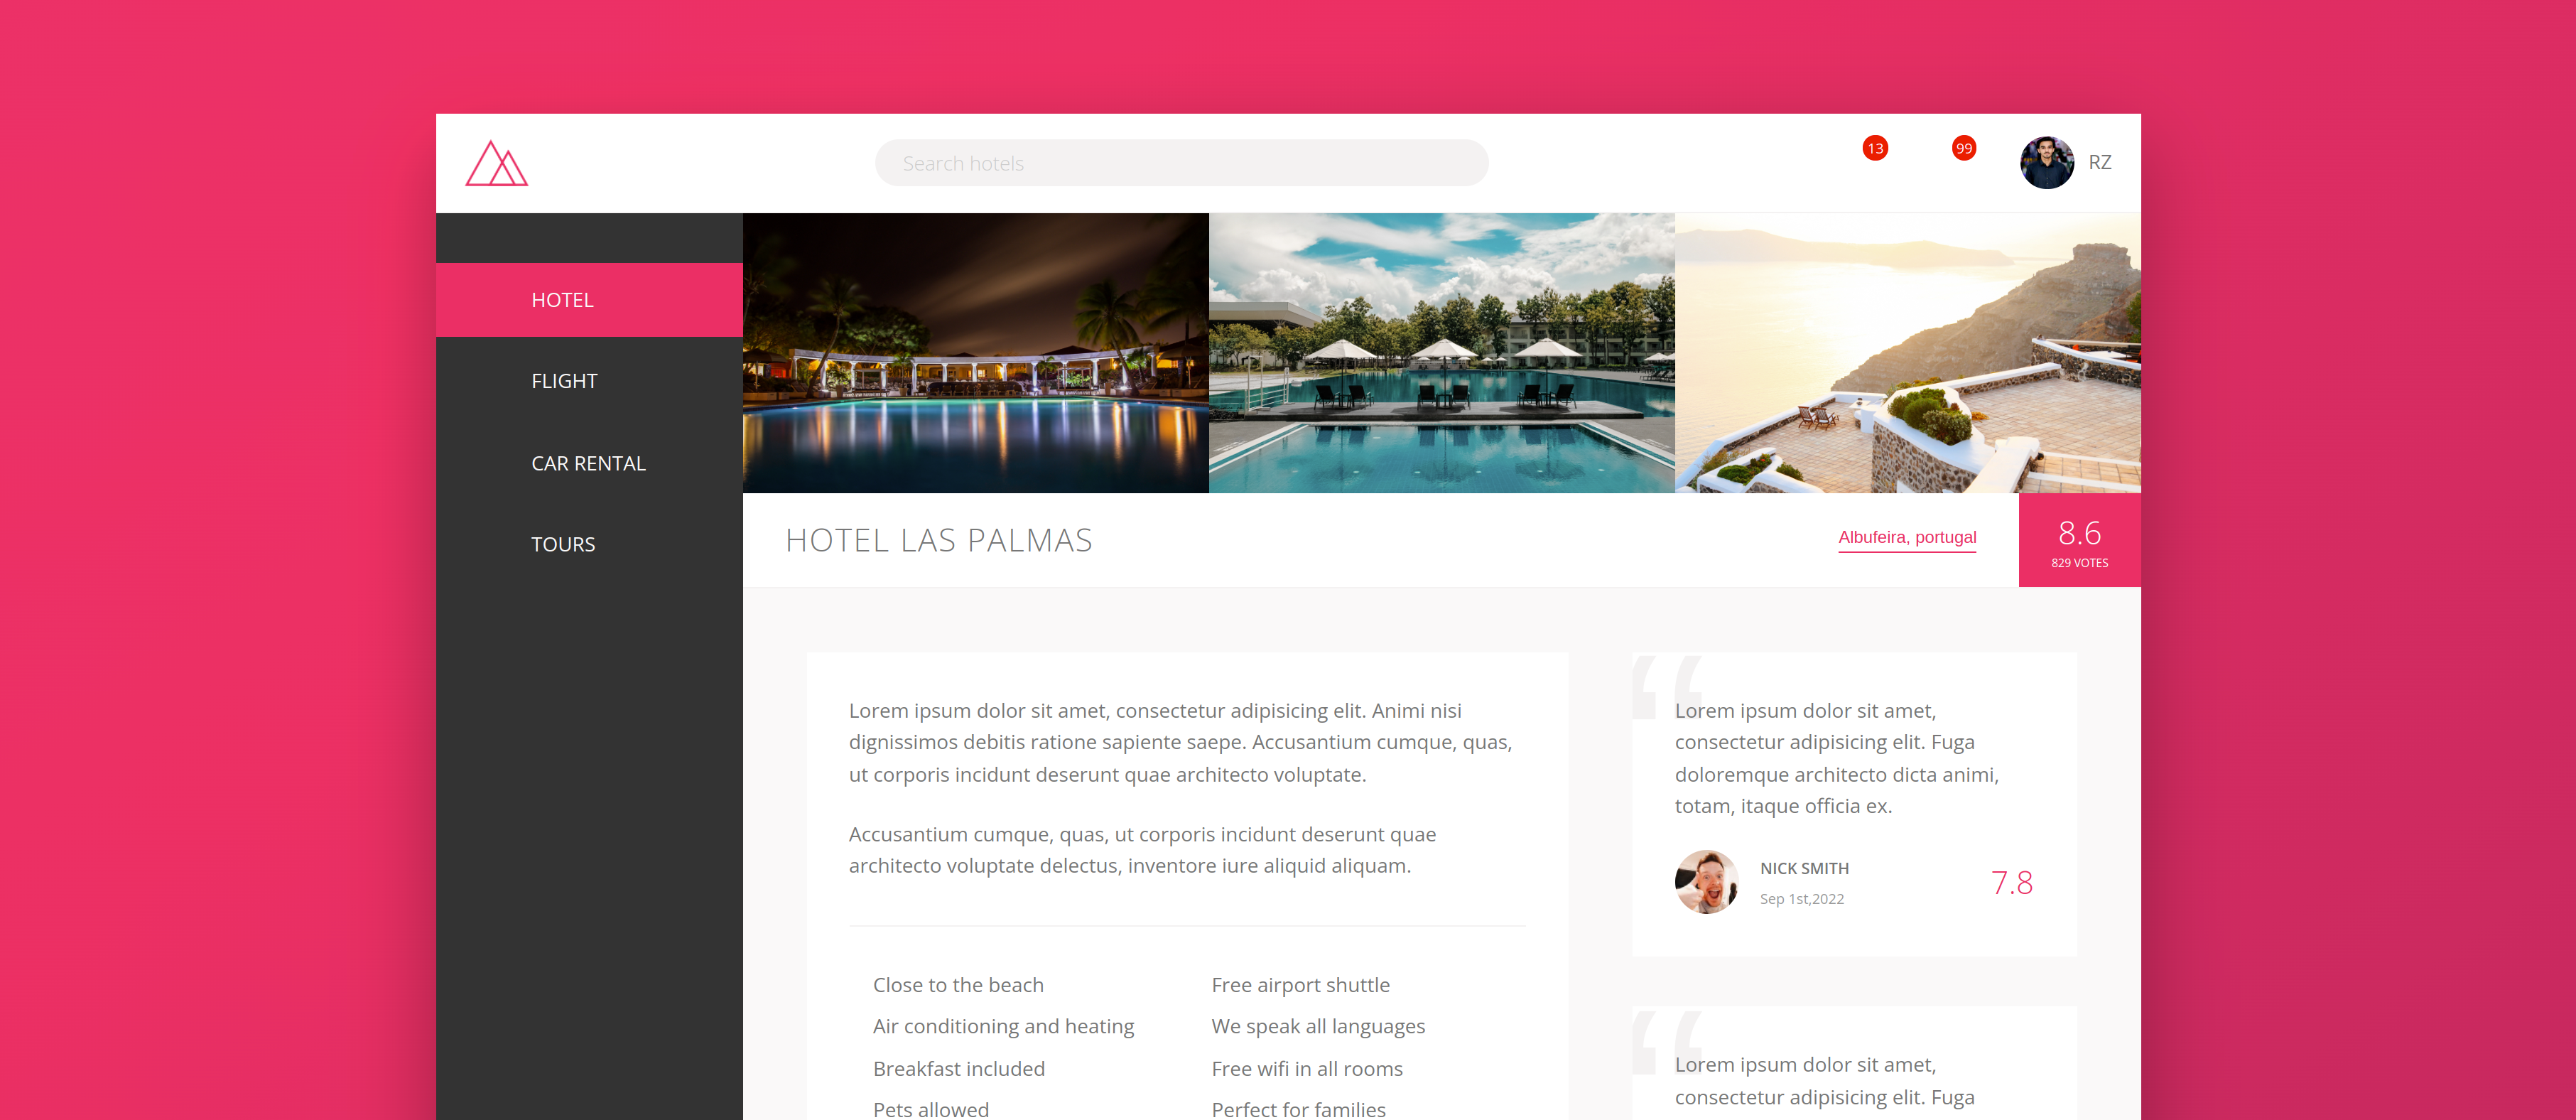 Search hotels
13
99
RZ
HOTEL
FLIGHT
CAR RENTAL
TOURS
HOTEL LAS PALMAS
Albufeira, portugal
8.6
829 VOTES
Lorem ipsum dolor sit amet, consectetur adipisicing elit. Animi nisi
dignissimos debitis ratione sapiente saepe. Accusantium cumque, quas,
ut corporis incidunt deserunt quae architecto voluptate.
Accusantium cumque, quas, ut corporis incidunt deserunt quae
architecto voluptate delectus, inventore iure aliquid aliquam.
Close to the beach
Free airport shuttle
Air conditioning and heating
We speak all languages
Breakfast included
Free wifi in all rooms
Pets allowed
Perfect for families
“
Lorem ipsum dolor sit amet,
consectetur adipisicing elit. Fuga
doloremque architecto dicta animi,
totam, itaque officia ex.
NICK SMITH
Sep 1st,2022
7.8
“
Lorem ipsum dolor sit amet,
consectetur adipisicing elit. Fuga